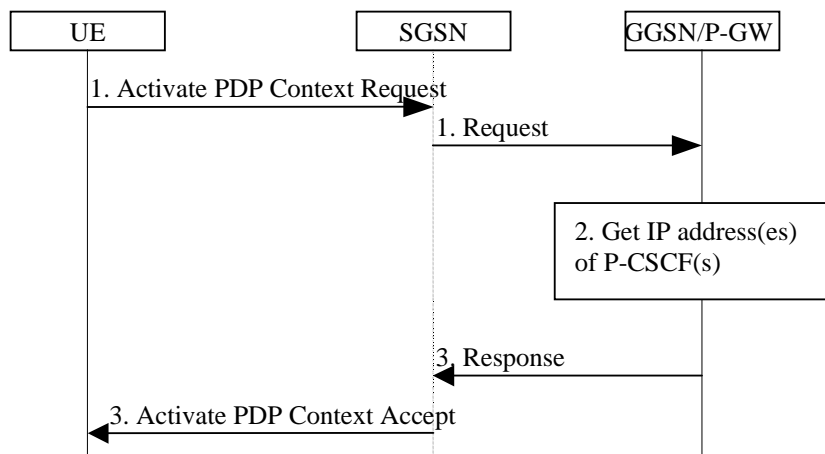 UE
SGSN
GGSN/P-GW
1. Activate PDP Context Request
1. Request
2. Get IP address(es)
of P-CSCF(s)
3. Response
3. Activate PDP Context Accept